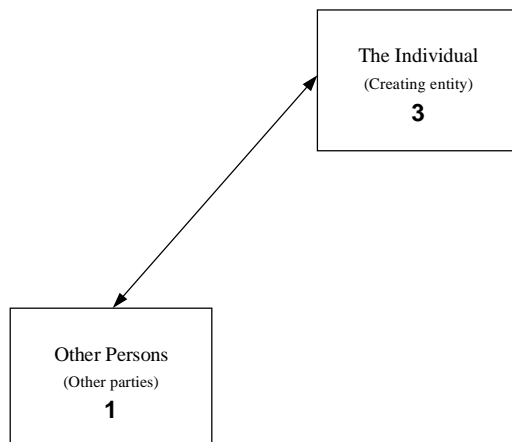 The Individual
(Creating entity)
3
Other Persons
(Other parties)
1